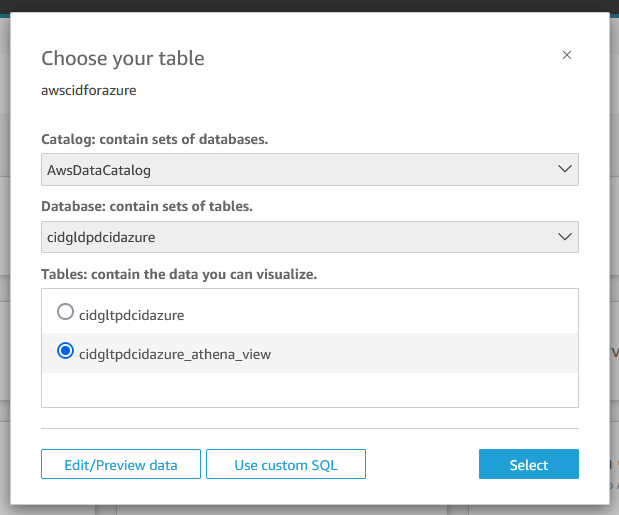 Choose your table
awscidforazure
Catalog: contain sets of databases.
AwsDataCatalog
Database: contain sets of tables.
cidgldpdcidazure
Tables: contain the data you can visualize.
cidgltpdcidazure
cidgltpdcidazure_athena_view
Edit/Preview data
Use custom SQL
Select